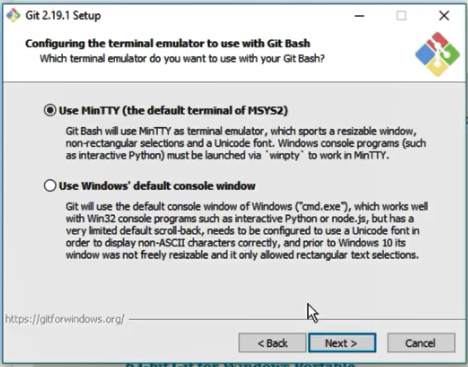 Git 2.19.1 Setup
Configuring the terminal emulator to use with Git Bash
Which terminal emulator do you want to use with your Git Bash?
Use MinTTY (the default terminal of MSYS2)
Git Bash will use MinTTY as terminal emulator, which sports a resizable window,
non-rectangular selections and a Unicode font. Windows console programs (such
as interactive Python) must be launched via `winpty` to work in MinTTY.
Use Windows' default console window
Git will use the default console window of Windows ("cmd.exe"), which works well
with Win32 console programs such as interactive Python or node.js, but has a
very limited default scroll-back, needs to be configured to use a Unicode font in
order to display non-ASCII characters correctly, and prior to Windows 10 its
window was not freely resizable and it only allowed rectangular text selections.
https://gitforwindows.org/
< Back
Next >
Cancel
64-bit Git for Windows Portable